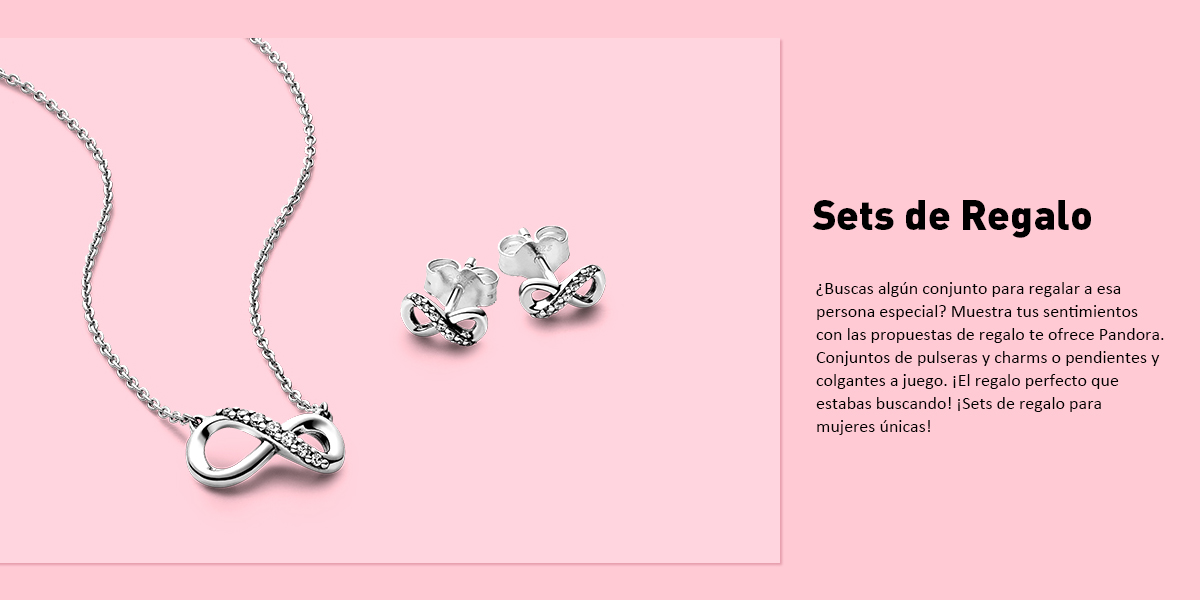 Sets de Regalo
¿Buscas algún conjunto para regalar a esa
persona especial? Muestra tus sentimientos
con las propuestas de regalo te ofrece Pandora.
Conjuntos de pulseras y charms o pendientes y
colgantes a juego. ¡El regalo perfecto que
estabas buscando! ¡Sets de regalo para
mujeres únicas!